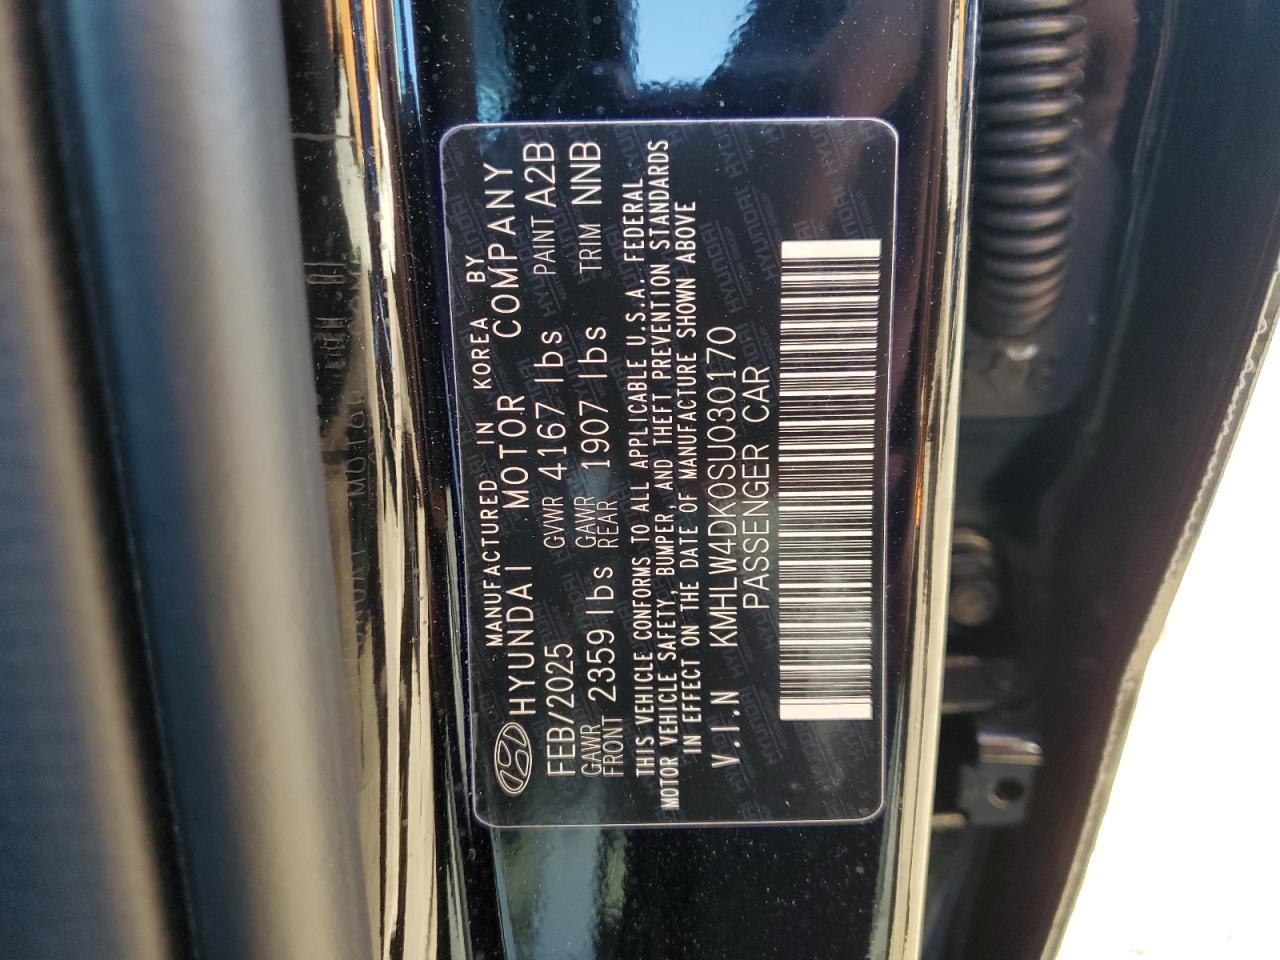 MANUFACTURED IN KOREA BY
HYUNDAI MOTOR COMPANY
FEB/2025 GVWR 4167 lbs PAINT A2B
GAWR FRONT 2359 lbs GAWR REAR 1907 lbs TRIM NNB
THIS VEHICLE CONFORMS TO ALL APPLICABLE U.S.A. FEDERAL
MOTOR VEHICLE SAFETY, BUMPER, AND THEFT PREVENTION STANDARDS
IN EFFECT ON THE DATE OF MANUFACTURE SHOWN ABOVE
V.I.N KMHLW4DK0SU030170
PASSENGER CAR